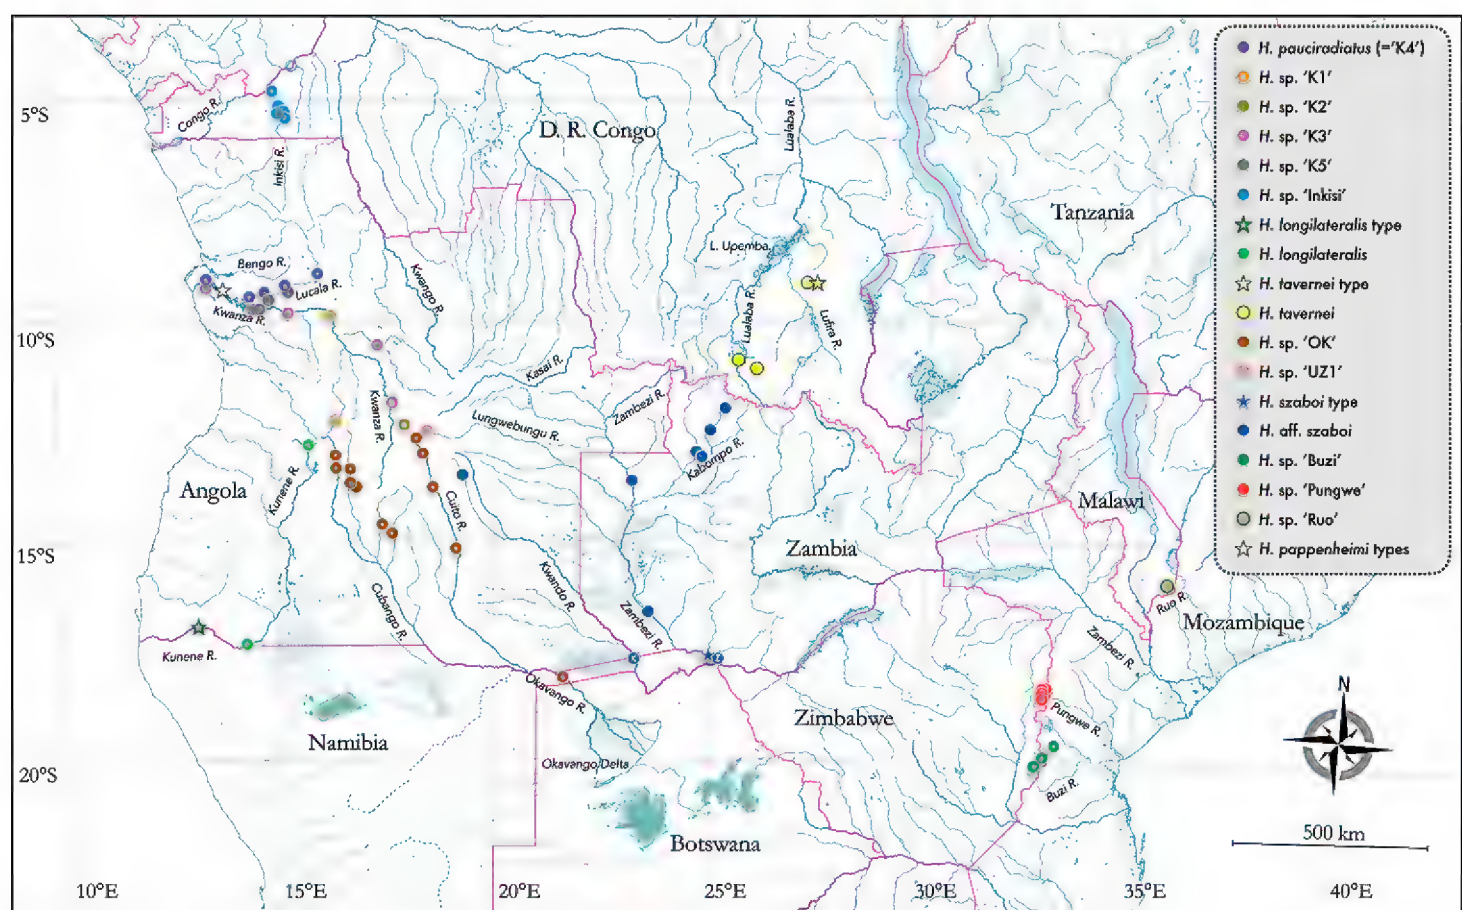 H. pauciradiatus (='K4')
H. sp. 'K1'
H. sp. 'K2'
H. sp. 'K3'
H. sp. 'K5'
H. sp. 'Inkisi'
H. longilateralis type
H. longilateralis
H. tavernei type
H. tavernei
H. sp. 'OK'
H. sp. 'UZ1'
H. szaboi type
H. aff. szaboi
H. sp. 'Buzi'
H. sp. 'Pungwe'
H. sp. 'Ruo'
H. pappenheimi types
5°S
10°S
15°S
20°S
Congo R.
Inkisi R.
D. R. Congo
Lualaba R.
Tanzania
L. Upemba
Bengo R.
Lucala R.
Kwanza R.
Kwango R.
Lualaba R.
Lufira R.
Kasai R.
Kwanza R.
Lungwebungu R.
Zambezi R.
Kabompo R.
Angola
Kunene R.
Cuito R.
Malawi
Zambia
Kwando R.
Cubango R.
Zambezi R.
Ruo R.
Mozambique
Zambezi R.
Kunene R.
Okavango R.
Pungwe R.
Zimbabwe
Namibia
Okavango Delta
Buzi R.
Botswana
N
500 km
10°E
15°E
20°E
25°E
30°E
35°E
40°E